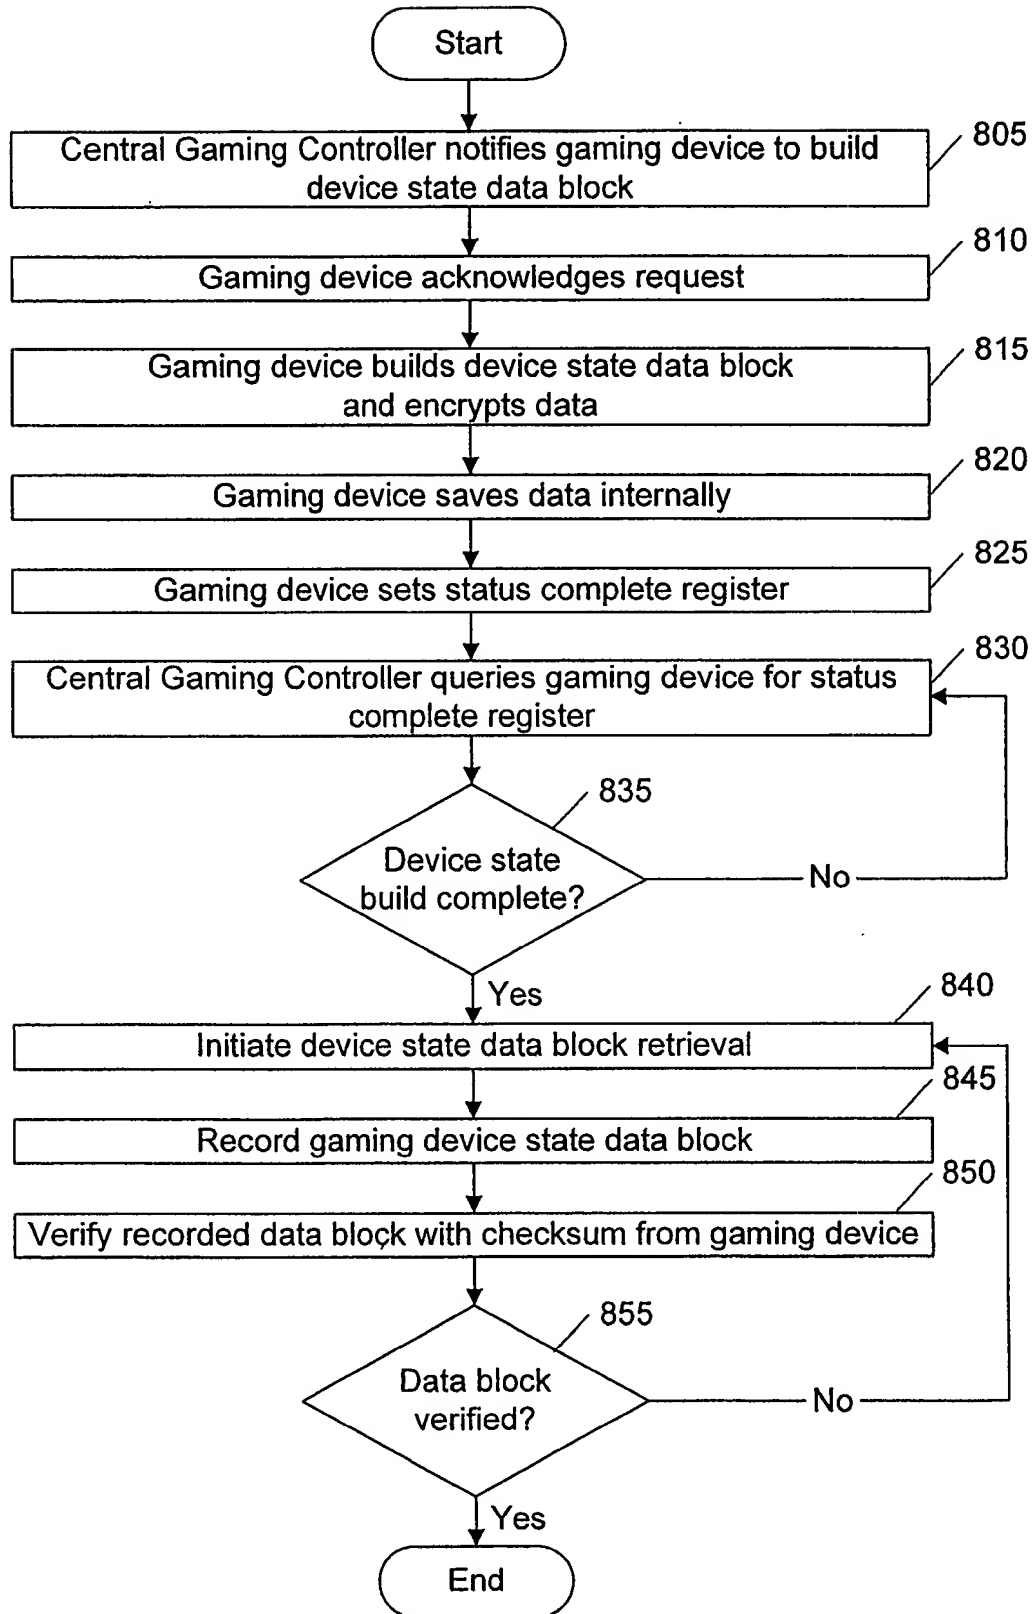 Start
805
Central Gaming Controller notifies gaming device to build
device state data block
810
Gaming device acknowledges request
815
Gaming device builds device state data block
and encrypts data
820
Gaming device saves data internally
825
Gaming device sets status complete register
830
Central Gaming Controller queries gaming device for status
complete register
835
Device state
build complete?
No
Yes
840
Initiate device state data block retrieval
845
Record gaming device state data block
850
Verify recorded data block with checksum from gaming device
855
Data block
verified?
No
Yes
End